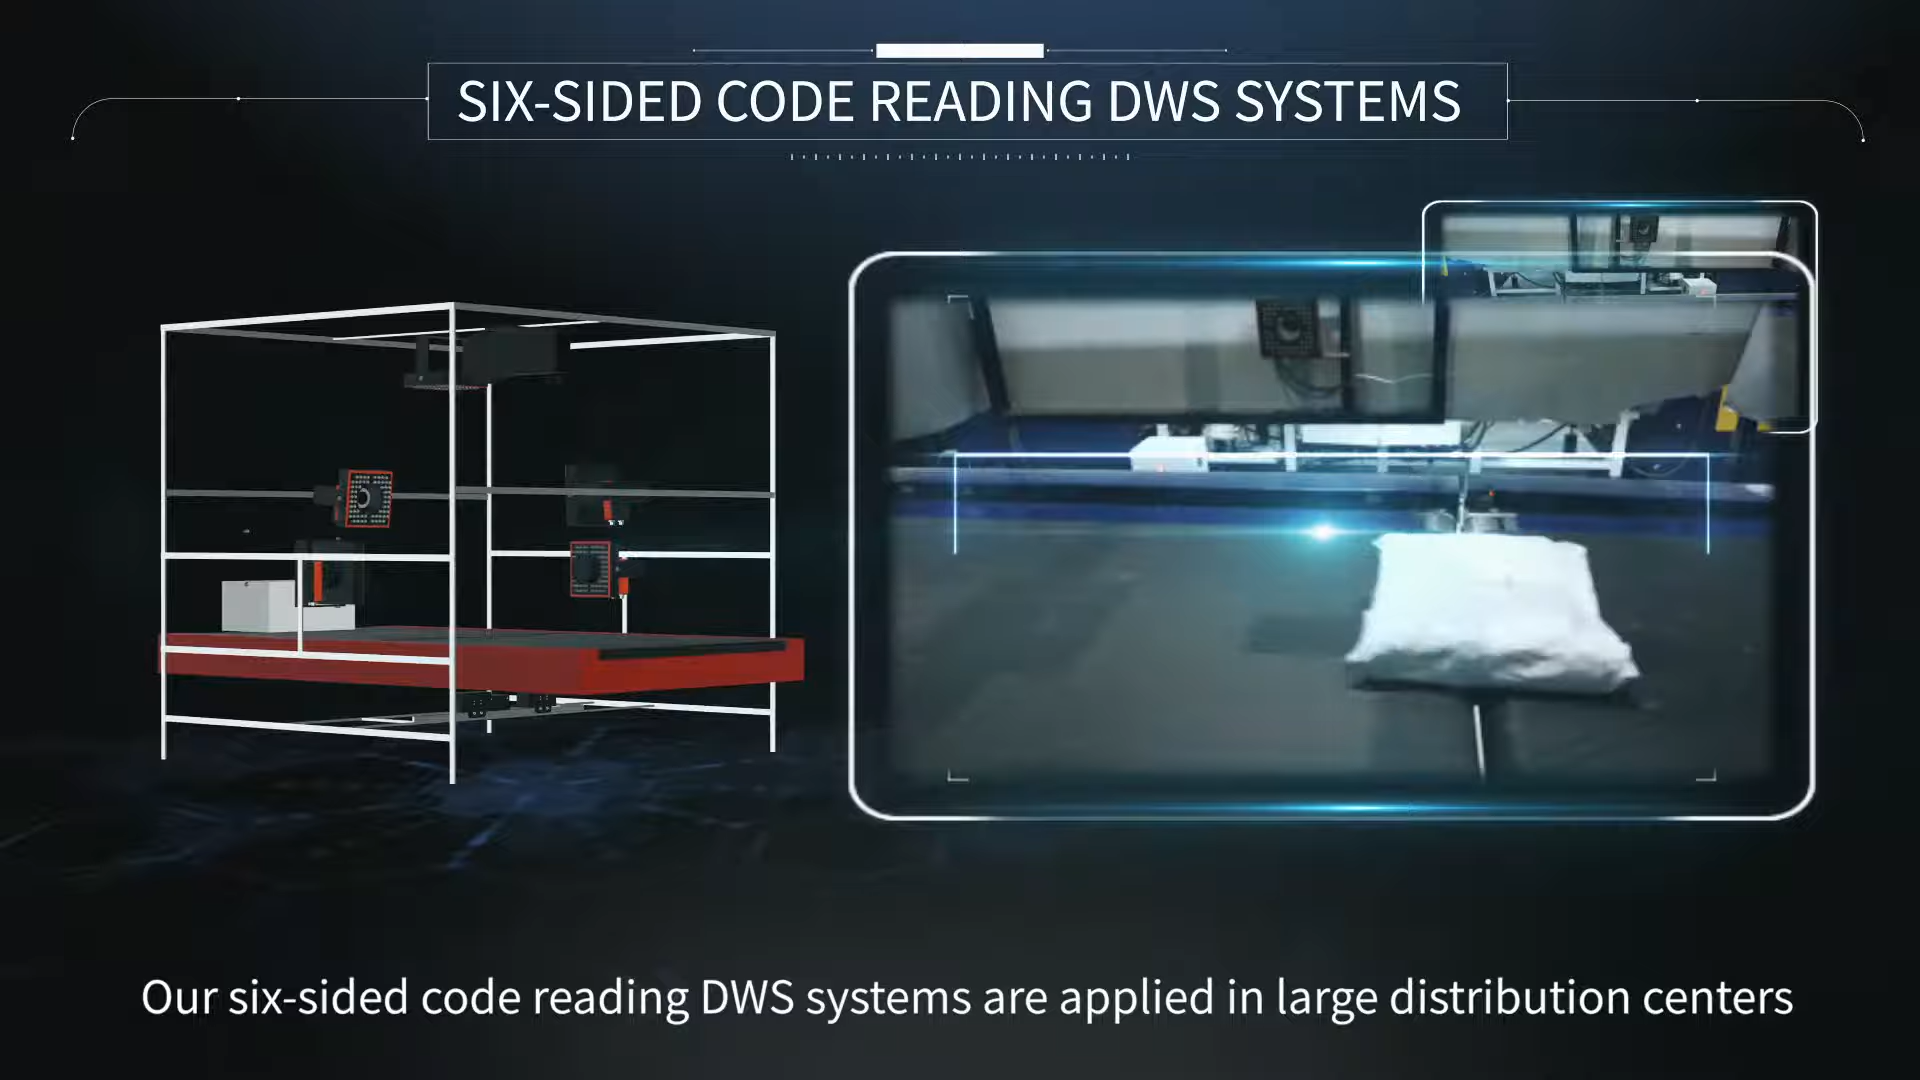 SIX-SIDED CODE READING DWS SYSTEMS
Our six-sided code reading DWS systems are applied in large distribution centers